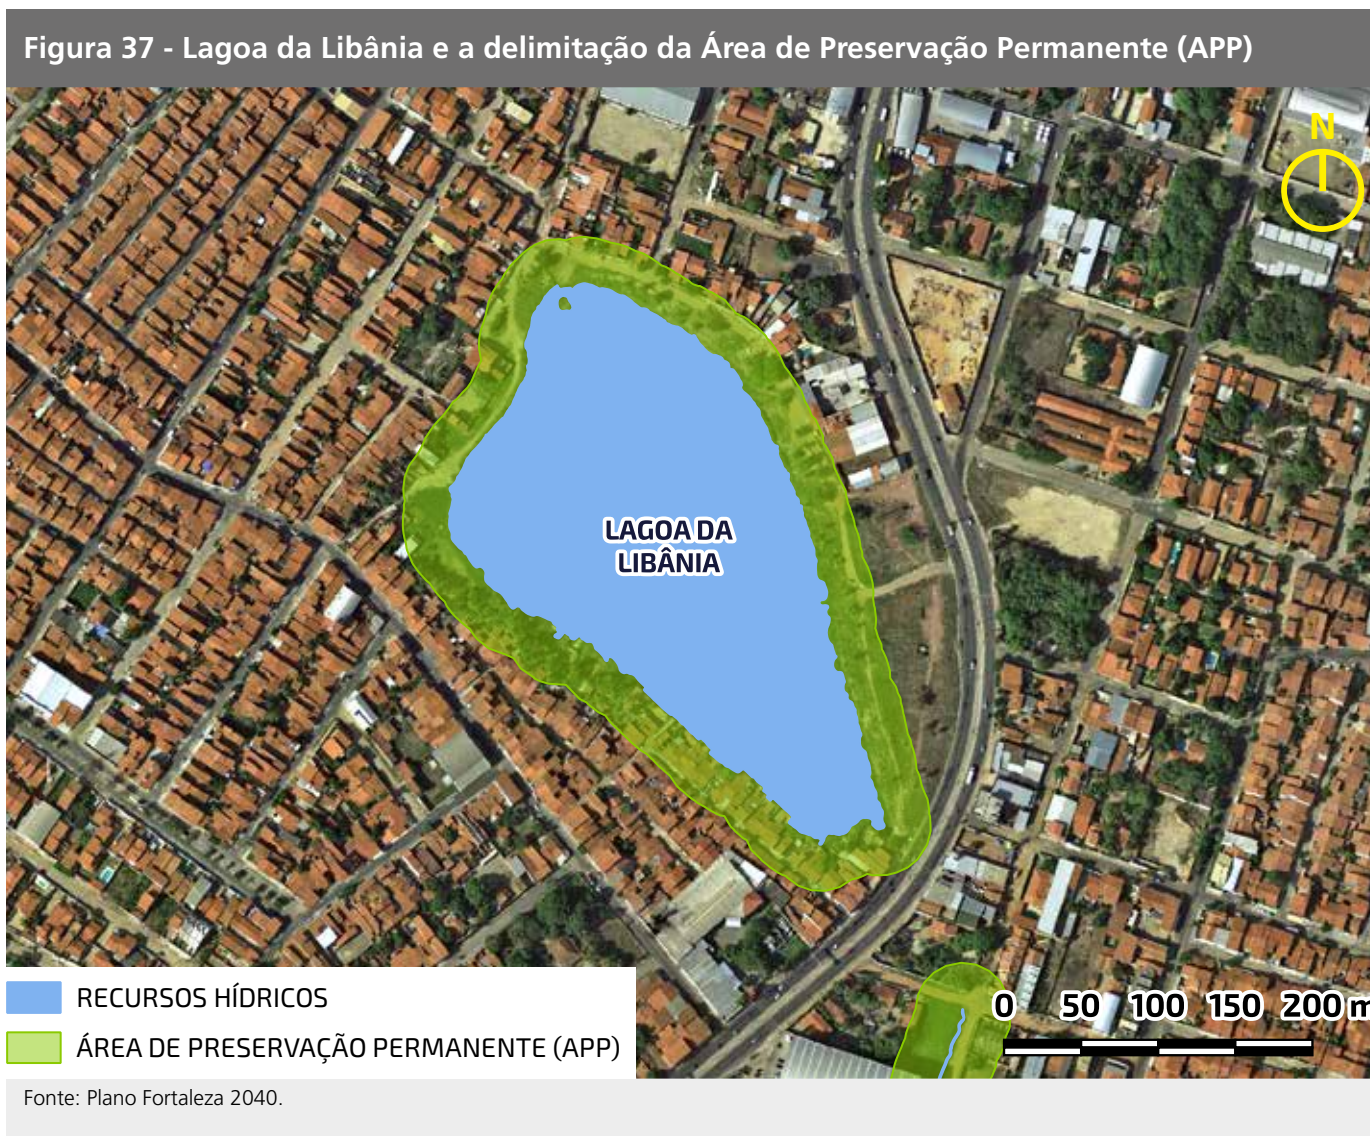 Figura 37 - Lagoa da Libânia e a delimitação da Área de Preservação Permanente (APP)
N
LAGOA DA
LIBÂNIA
RECURSOS HÍDRICOS
ÁREA DE PRESERVAÇÃO PERMANENTE (APP)
0 50 100 150 200 m
Fonte: Plano Fortaleza 2040.